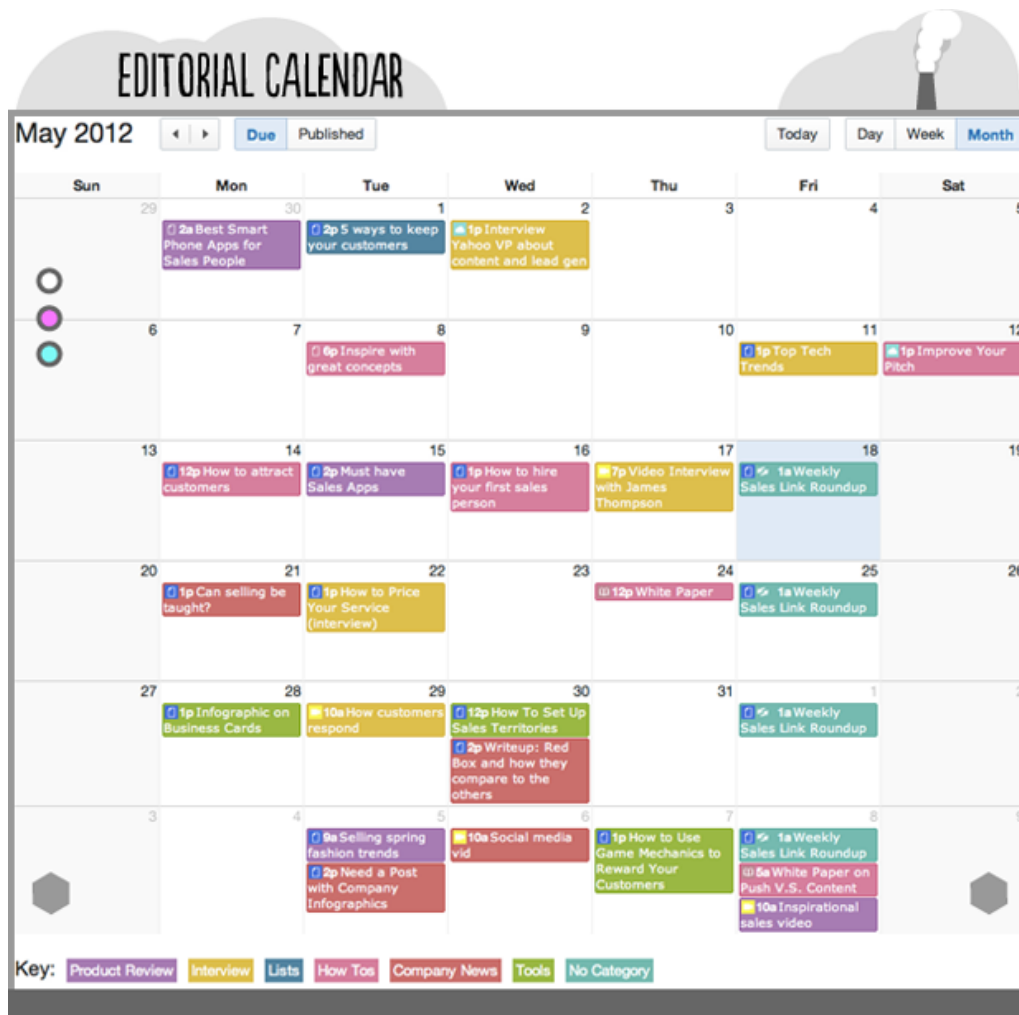 EDITORIAL CALENDAR
May 2012
Due Published
Today Day Week Month
Sun Mon Tue Wed Thu Fri Sat
29 30 1 2 3 4 5
2a Best Smart
Phone Apps for
Sales People
2p 5 ways to keep
your customers
1p Interview
Yahoo VP about
content and lead gen
6 7 8 9 10 11 12
6p Inspire with
great concepts
1p Top Tech
Trends
1p Improve Your
Pitch
13 14 15 16 17 18 19
12p How to attract
customers
2p Must have
Sales Apps
1p How to hire
your first sales
person
7p Video Interview
with James
Thompson
1a Weekly
Sales Link Roundup
20 21 22 23 24 25 26
1p Can selling be
taught?
1p How to Price
Your Service
(interview)
12p White Paper
1a Weekly
Sales Link Roundup
27 28 29 30 31 1
1p Infographic on
Business Cards
10a How customers
respond
12p How To Set Up
Sales Territories
2p Writeup: Red
Box and how they
compare to the
others
1a Weekly
Sales Link Roundup
3 4 5 6 7 8
9a Selling spring
fashion trends
2p Need a Post
with Company
Infographics
10a Social media
vid
1p How to Use
Game Mechanics to
Reward Your
Customers
1a Weekly
Sales Link Roundup
5a White Paper on
Push V.S. Content
10a Inspirational
sales video
Key: Product Review Interview Lists How Tos Company News Tools No Category